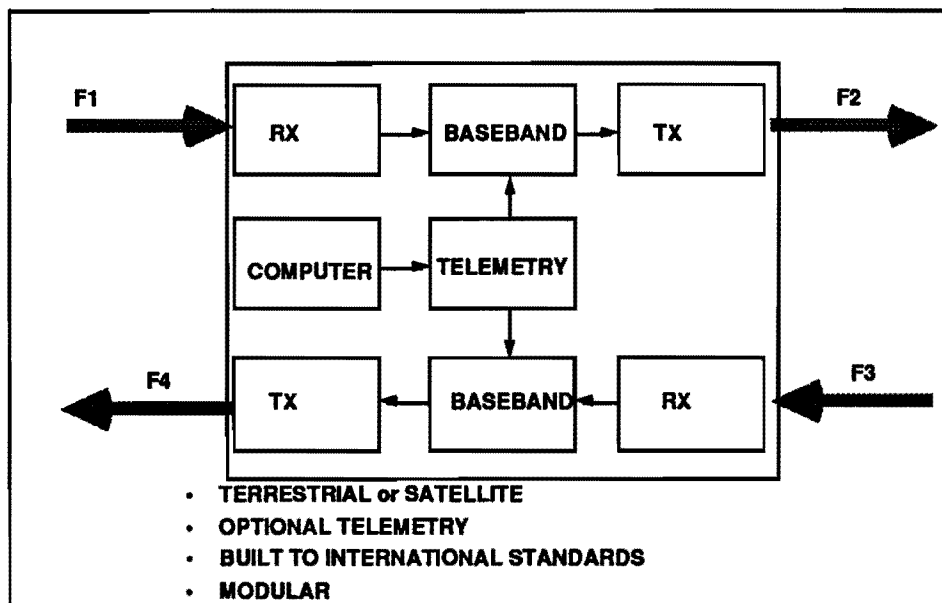 F1
F2
RX
BASEBAND
TX
COMPUTER
TELEMETRY
F4
F3
TX
BASEBAND
RX
• TERRESTRIAL or SATELLITE
• OPTIONAL TELEMETRY
• BUILT TO INTERNATIONAL STANDARDS
• MODULAR